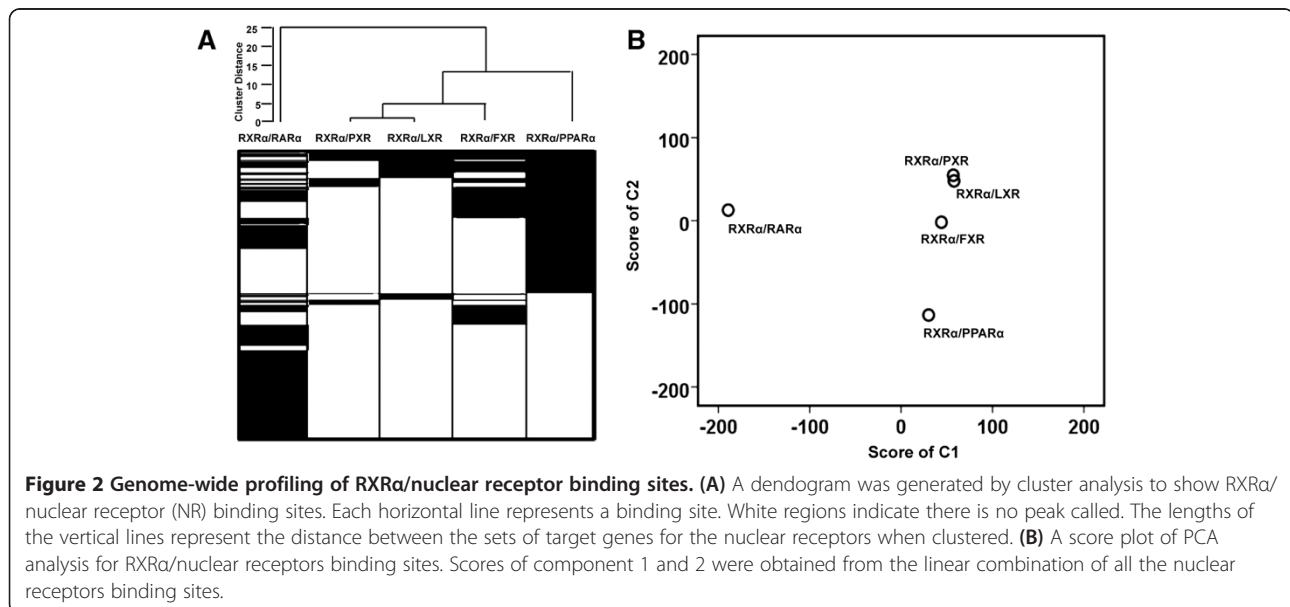 A
Cluster Distance
25
20
15
10
5
0
RXRα/RARα RXRα/PXR RXRα/LXR RXRα/FXR RXRα/PPARα
B
Score of C2
200
100
0
-100
-200
RXRα/PXR
RXRα/LXR
RXRα/RARα
RXRα/FXR
RXRα/PPARα
-200 -100 0 100 200
Score of C1
Figure 2 Genome-wide profiling of RXRα/nuclear receptor binding sites. (A) A dendogram was generated by cluster analysis to show RXRα/
nuclear receptor (NR) binding sites. Each horizontal line represents a binding site. White regions indicate there is no peak called. The lengths of
the vertical lines represent the distance between the sets of target genes for the nuclear receptors when clustered. (B) A score plot of PCA
analysis for RXRα/nuclear receptors binding sites. Scores of component 1 and 2 were obtained from the linear combination of all the nuclear
receptors binding sites.